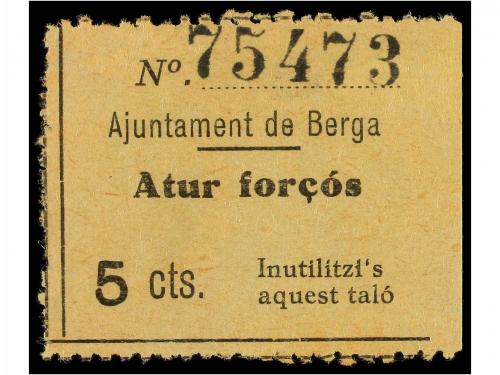 Nº. 75473
Ajuntament de Berga
Atur forçós
5 cts.
Inutilitzi's
aquest taló